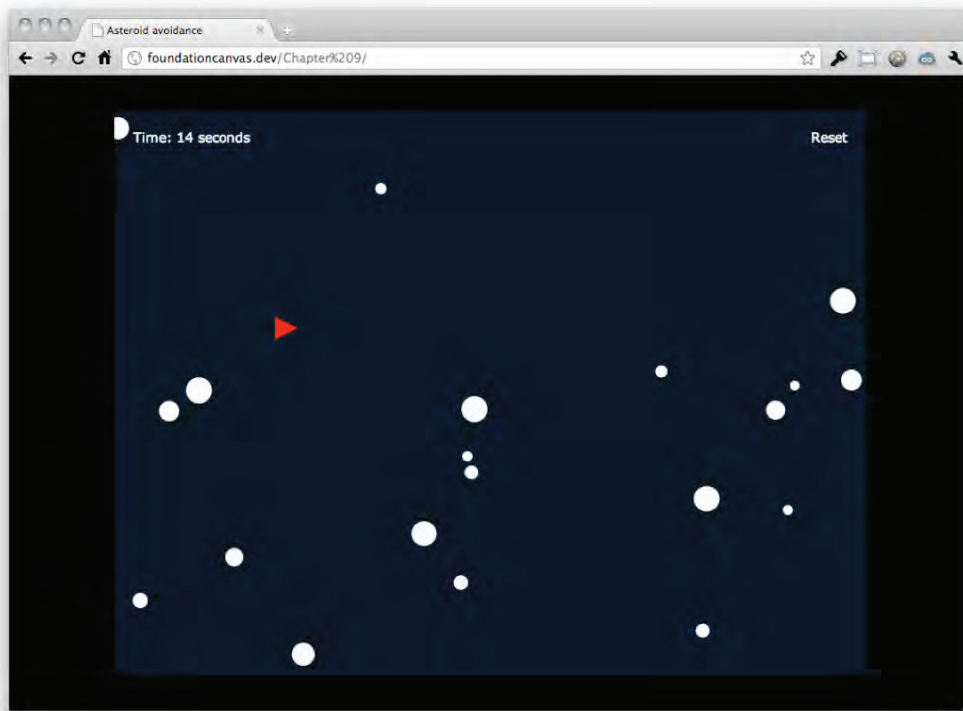 Asteroid avoidance
foundationcanvas.dev/Chapter%209/
Time: 14 seconds
Reset